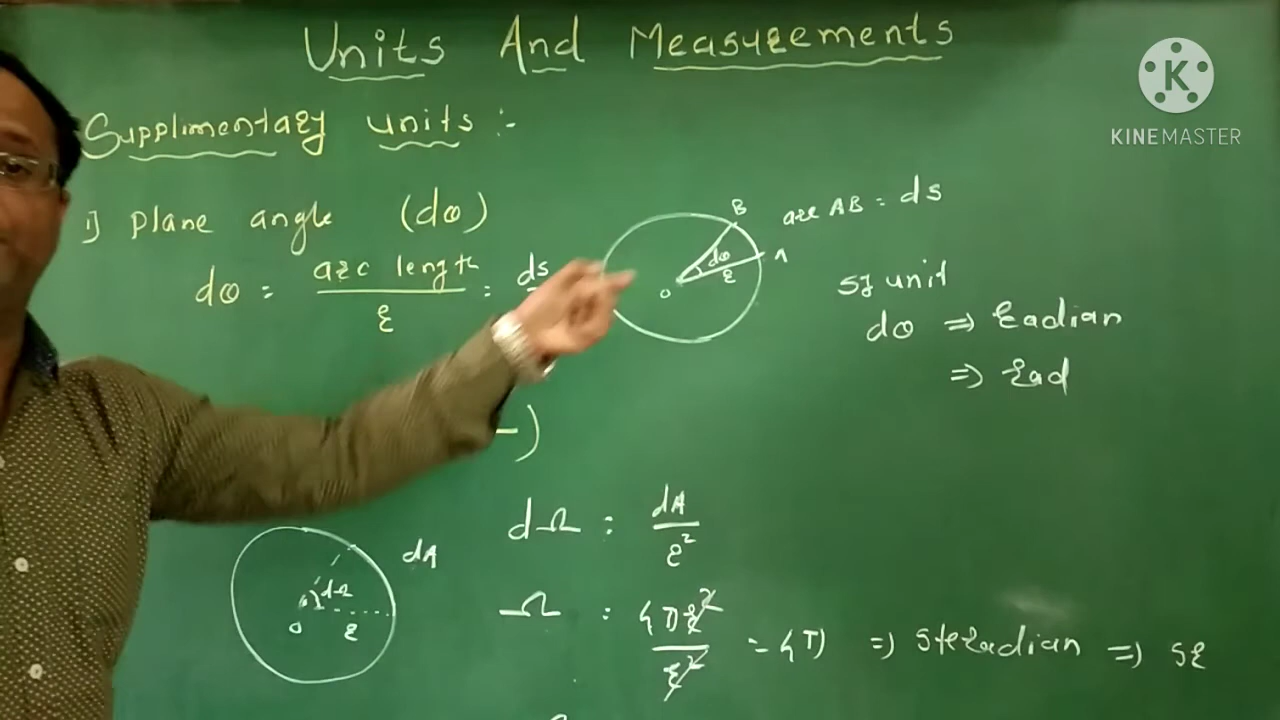 Units And Measurements
KINEMASTER
Supplimentary units :-
1) Plane angle (dθ)
dθ = arc length / r = ds
B
A
dθ
r
o
arc AB = ds
SI unit
dθ ⇒ radian
⇒ rad
)
dA
dΩ
o
r
dΩ = dA / r²
Ω = 4πr² / r² = 4π ⇒ steradian ⇒ sr